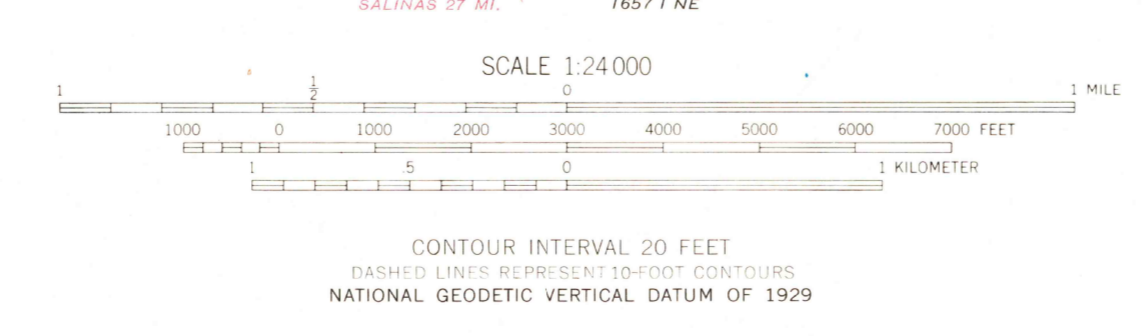 SALINAS 27 MI. 1657 I NE
SCALE 1:24 000
1 1/2 0 1 MILE
1000 0 1000 2000 3000 4000 5000 6000 7000 FEET
1 .5 0 1 KILOMETER
CONTOUR INTERVAL 20 FEET
DASHED LINES REPRESENT 10-FOOT CONTOURS
NATIONAL GEODETIC VERTICAL DATUM OF 1929